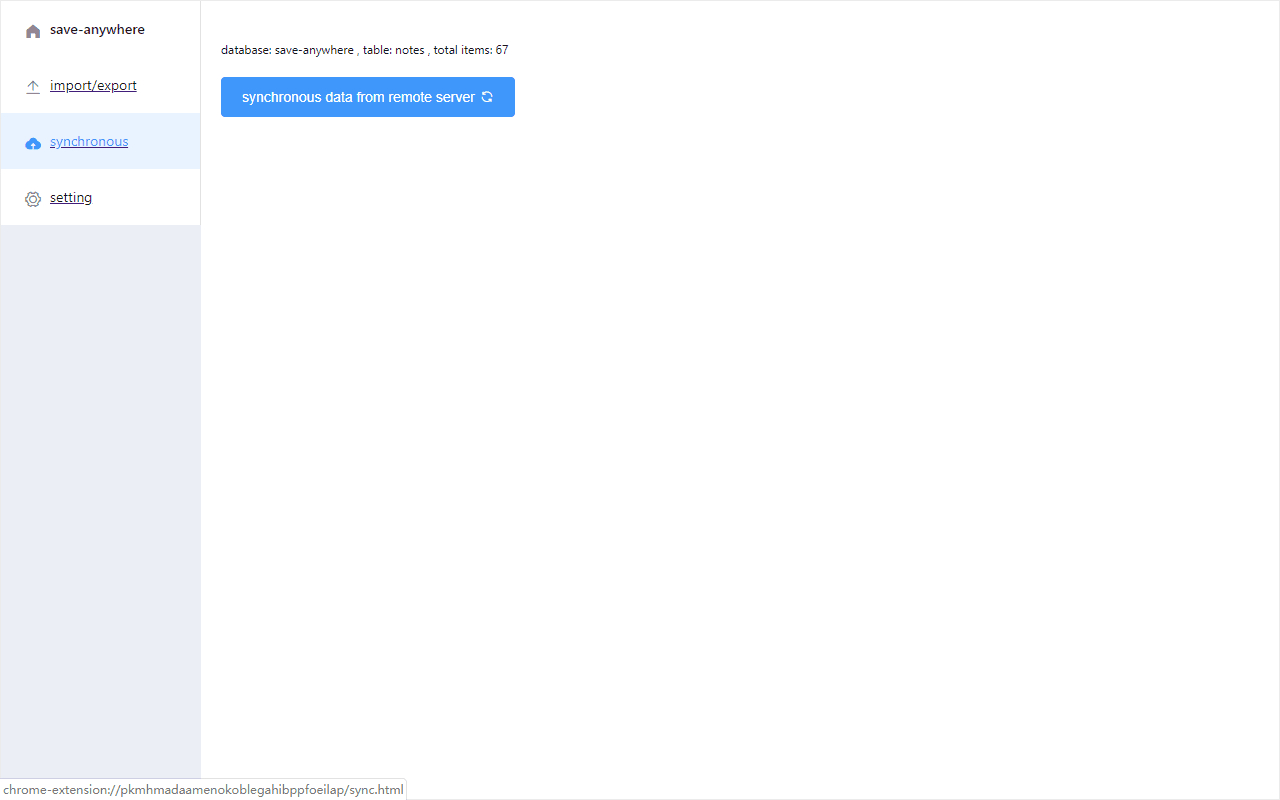 save-anywhere
import/export
synchronous
setting
database: save-anywhere , table: notes , total items: 67
synchronous data from remote server
chrome-extension://pkmhmadaamenokoblegahibppfoeilap/sync.html